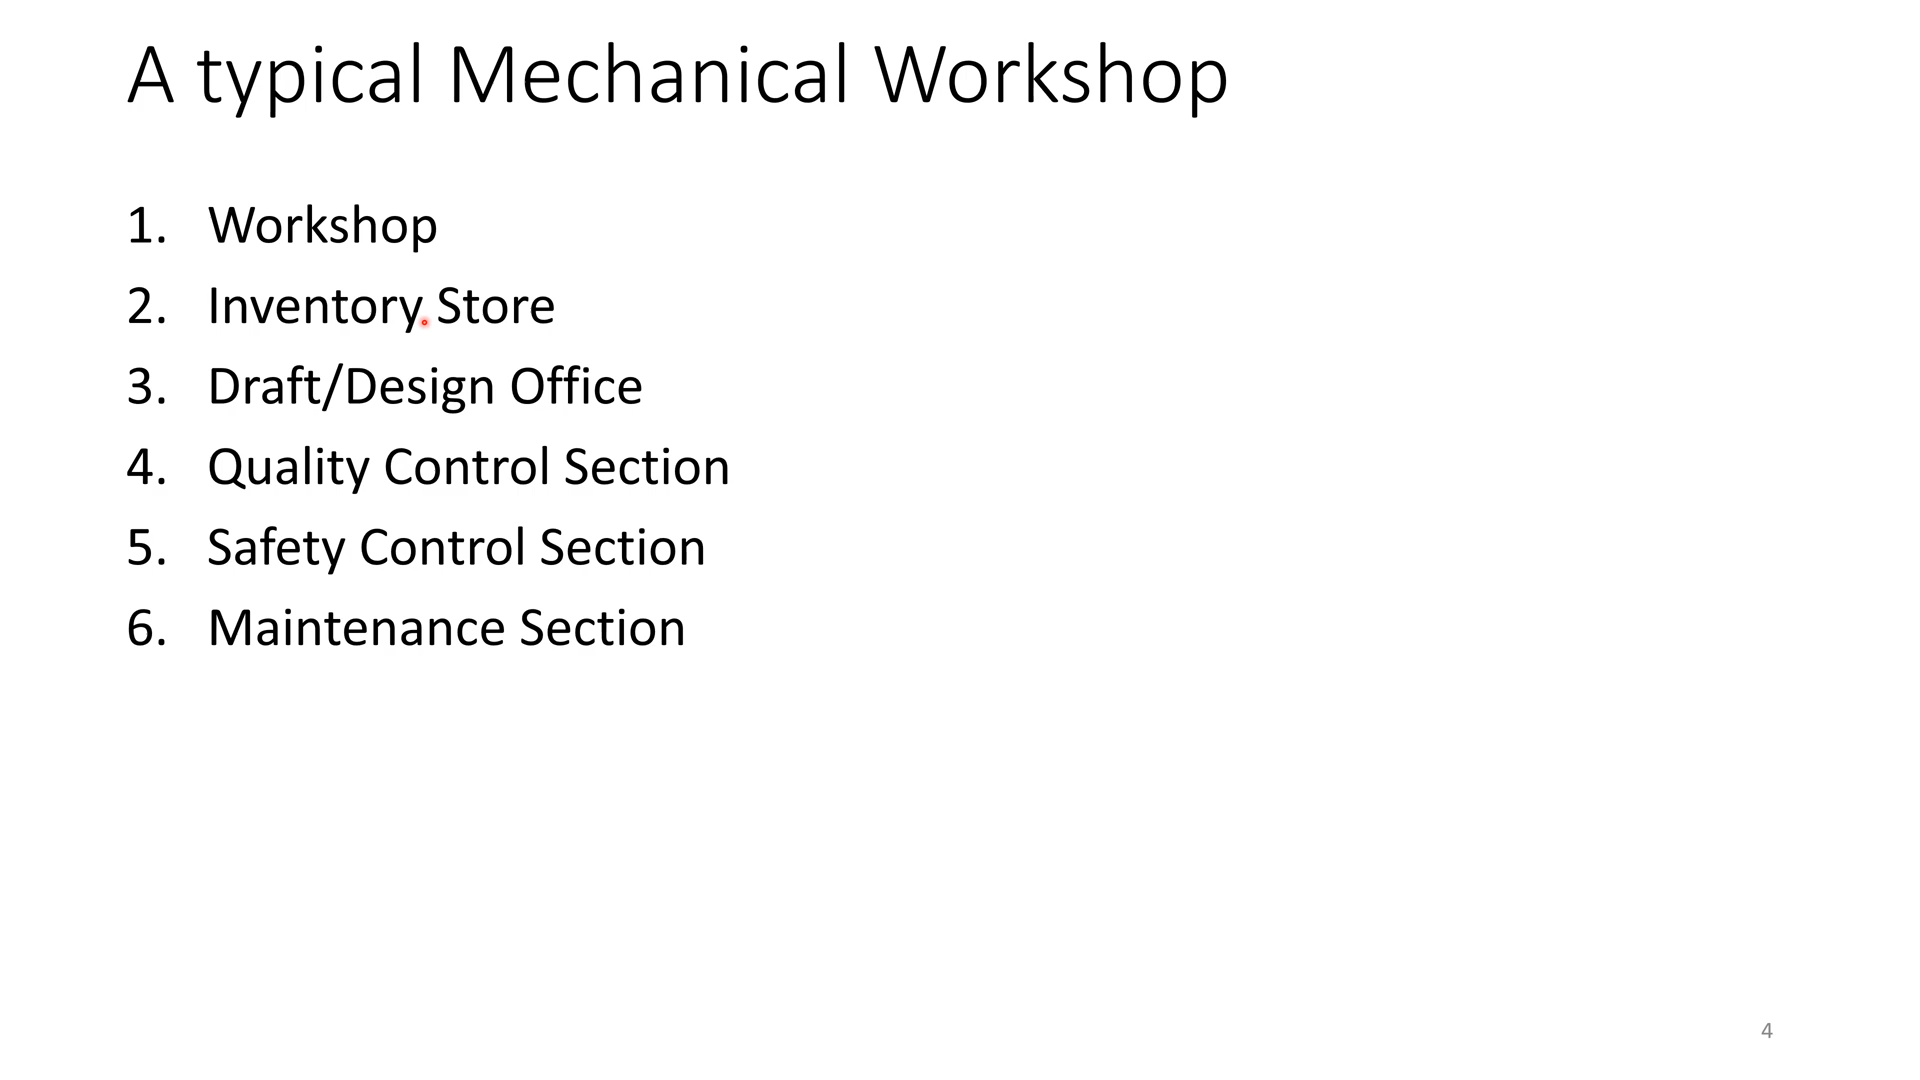 A typical Mechanical Workshop
1. Workshop
2. Inventory Store
3. Draft/Design Office
4. Quality Control Section
5. Safety Control Section
6. Maintenance Section
4